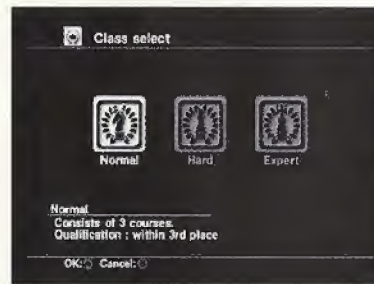 Class select
Normal Hard Expert
Normal
Consists of 3 courses.
Qualification : within 3rd place
OK: Cancel: